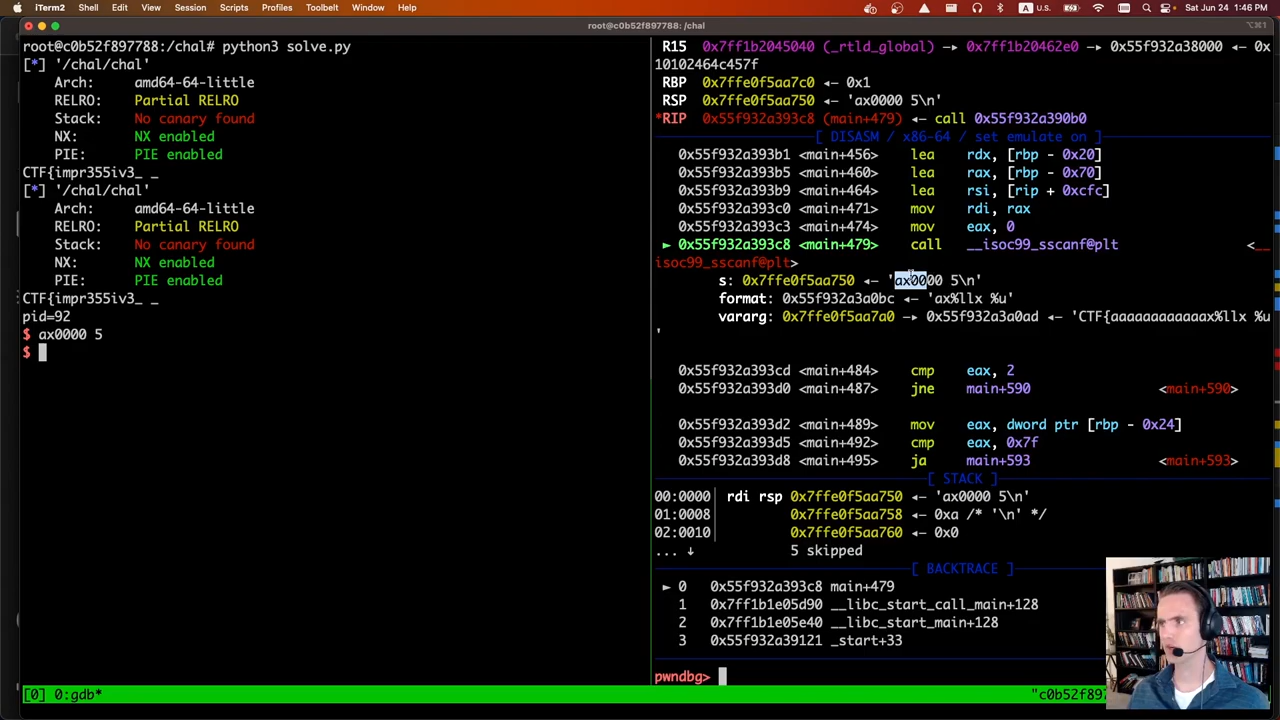 iTerm2 Shell Edit View Session Scripts Profiles Toolbelt Window Help U.S. Sat Jun 24 1:46 PM
root@c0b52f897788: /chal
⌥⌘1
root@c0b52f897788:/chal# python3 solve.py
[*] '/chal/chal'
Arch: amd64-64-little
RELRO: Partial RELRO
Stack: No canary found
NX: NX enabled
PIE: PIE enabled
CTF{impr355iv3_ _
[*] '/chal/chal'
Arch: amd64-64-little
RELRO: Partial RELRO
Stack: No canary found
NX: NX enabled
PIE: PIE enabled
CTF{impr355iv3_ _
pid=92
$ ax0000 5
$
R15 0x7ff1b2045040 (_rtld_global) —▸ 0x7ff1b20462e0 —▸ 0x55f932a38000 ◂— 0x
10102464c457f
RBP 0x7ffe0f5aa7c0 ◂— 0x1
RSP 0x7ffe0f5aa750 ◂— 'ax0000 5\n'
*RIP 0x55f932a393c8 (main+479) ◂— call 0x55f932a390b0
[ DISASM / x86-64 / set emulate on ]
0x55f932a393b1 <main+456> lea rdx, [rbp - 0x20]
0x55f932a393b5 <main+460> lea rax, [rbp - 0x70]
0x55f932a393b9 <main+464> lea rsi, [rip + 0xcfc]
0x55f932a393c0 <main+471> mov rdi, rax
0x55f932a393c3 <main+474> mov eax, 0
► 0x55f932a393c8 <main+479> call __isoc99_sscanf@plt <__
isoc99_sscanf@plt>
s: 0x7ffe0f5aa750 ◂— 'ax0000 5\n'
format: 0x55f932a3a0bc ◂— 'ax%llx %u'
vararg: 0x7ffe0f5aa7a0 —▸ 0x55f932a3a0ad ◂— 'CTF{aaaaaaaaaaaax%llx %u
'
0x55f932a393cd <main+484> cmp eax, 2
0x55f932a393d0 <main+487> jne main+590 <main+590>
0x55f932a393d2 <main+489> mov eax, dword ptr [rbp - 0x24]
0x55f932a393d5 <main+492> cmp eax, 0x7f
0x55f932a393d8 <main+495> ja main+593 <main+593>
[ STACK ]
00:0000│ rdi rsp 0x7ffe0f5aa750 ◂— 'ax0000 5\n'
01:0008│ 0x7ffe0f5aa758 ◂— 0xa /* '\n' */
02:0010│ 0x7ffe0f5aa760 ◂— 0x0
... ↓ 5 skipped
[ BACKTRACE ]
► 0 0x55f932a393c8 main+479
1 0x7ff1b1e05d90 __libc_start_call_main+128
2 0x7ff1b1e05e40 __libc_start_main+128
3 0x55f932a39121 _start+33
pwndbg>
[0] 0:gdb* "c0b52f897